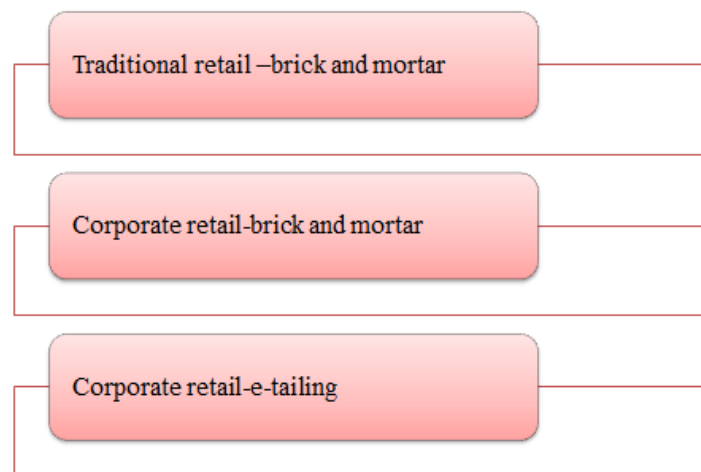 Traditional retail –brick and mortar
Corporate retail-brick and mortar
Corporate retail-e-tailing